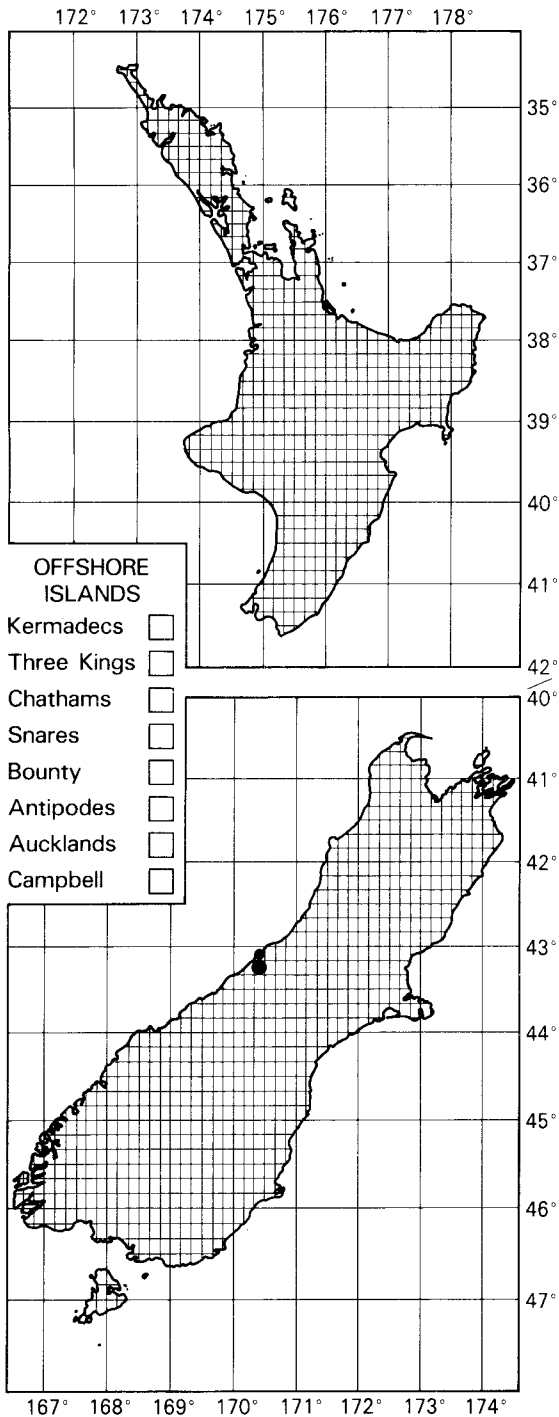 172° 173° 174° 175° 176° 177° 178°
35°
36°
37°
38°
39°
40°
41°
42°
OFFSHORE
ISLANDS
Kermadecs
Three Kings
Chathams
Snares
Bounty
Antipodes
Aucklands
Campbell
40°
41°
42°
43°
44°
45°
46°
47°
167° 168° 169° 170° 171° 172° 173° 174°